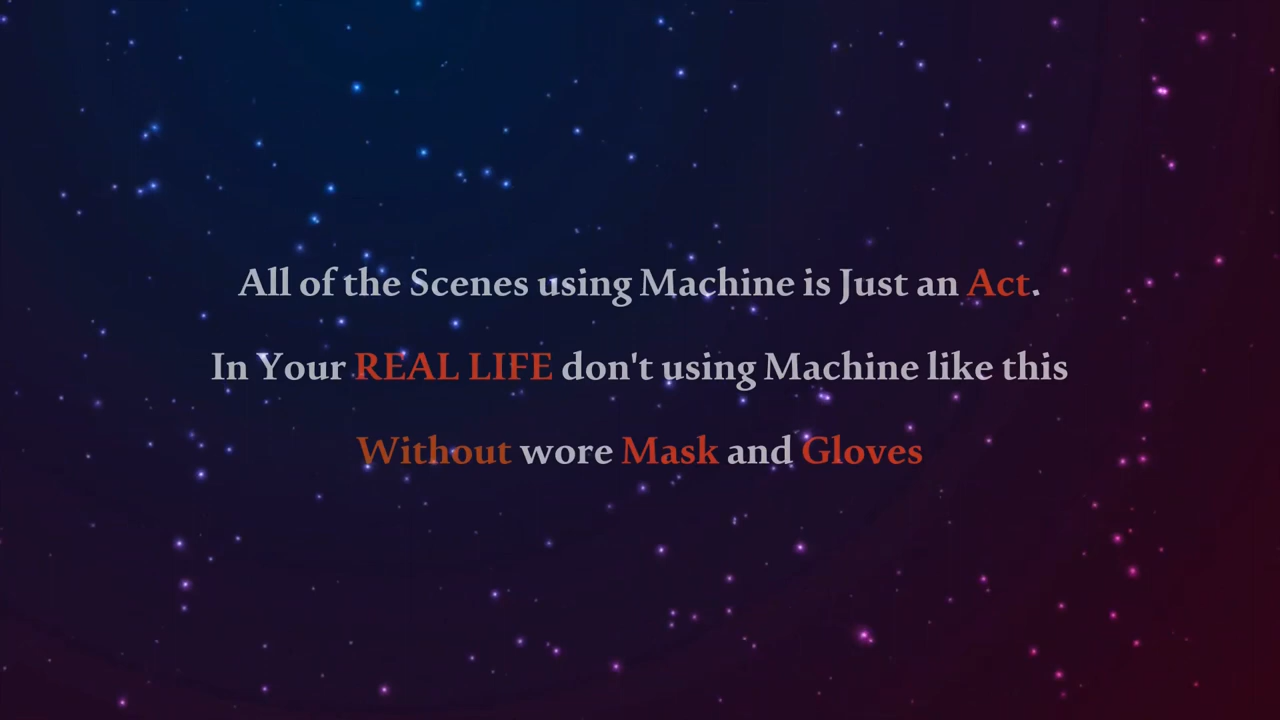 All of the Scenes using Machine is Just an Act.
In Your REAL LIFE don't using Machine like this
Without wore Mask and Gloves